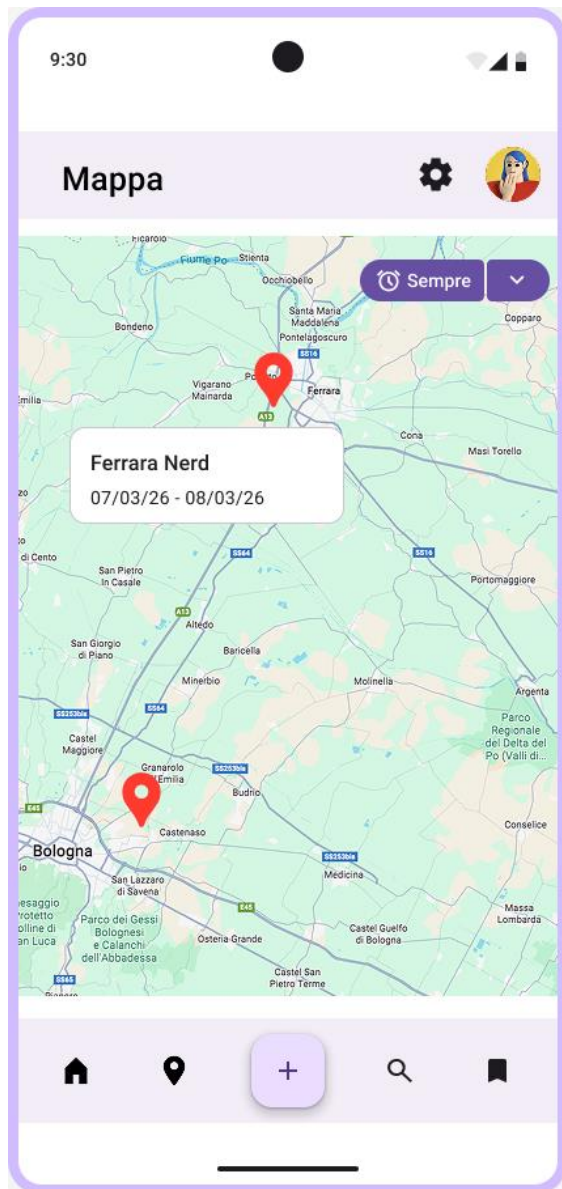 9:30
Mappa
Ficarolo
Fiume Po
Stienta
Occhiobello
Sempre
Santa Maria
Maddalena
Copparo
Bondeno
Pontelagoscuro
SS16
Vigarano
Mainarda
Ferrara
A13
Cona
Masi Torello
Ferrara Nerd
07/03/26 - 08/03/26
di Cento
SS64
SS16
San Pietro
In Casale
Portomaggiore
A13
Altedo
San Giorgio
di Piano
Baricella
Minerbio
Molinella
Argenta
SS253bis
SS64
Parco
Regionale
del Delta del
Po (Valli di...
Castel
Maggiore
Granarolo
SS253bis
Budrio
E45
Castenaso
Conselice
Bologna
SS253bis
Medicina
San Lazzaro
di Savena
E45
Massa
Lombarda
Parco dei Gessi
Bolognesi
e Calanchi
dell'Abbadessa
Osteria Grande
Castel Guelfo
di Bologna
Castel San
Pietro Terme
SS65